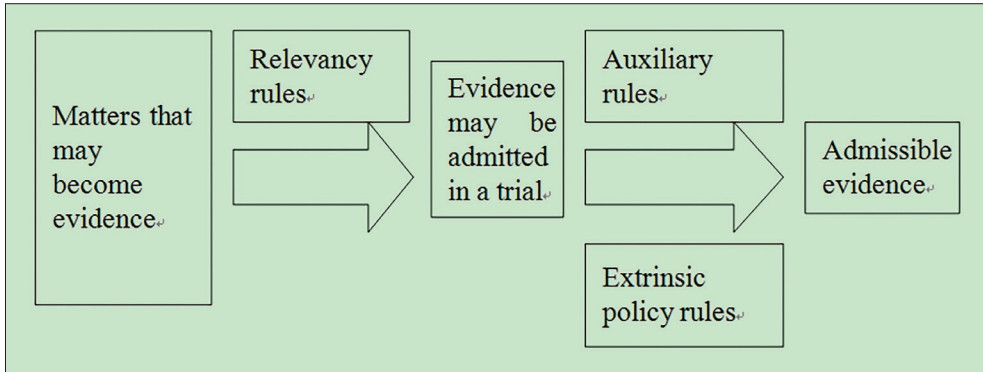 Matters that
may
become
evidence
Relevancy
rules
Evidence
may be
admitted
in a trial
Auxiliary
rules
Extrinsic
policy rules
Admissible
evidence